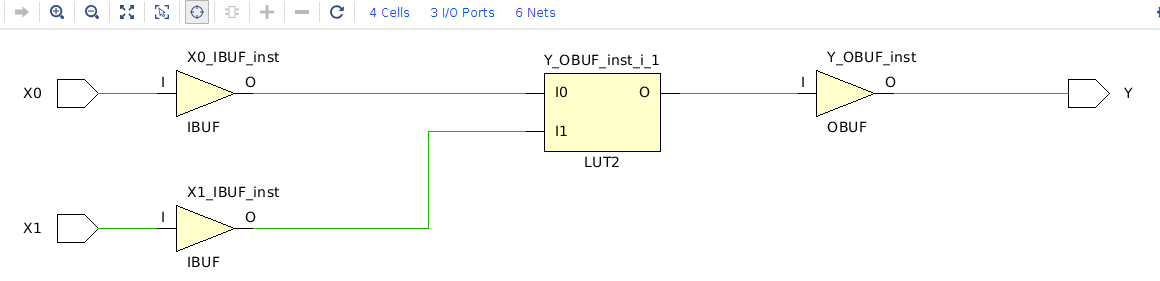 4 Cells 3 I/O Ports 6 Nets
X0_IBUF_inst
Y_OBUF_inst_i_1
Y_OBUF_inst
X0
I
O
I0
O
I
O
Y
IBUF
I1
OBUF
LUT2
X1_IBUF_inst
X1
I
O
IBUF